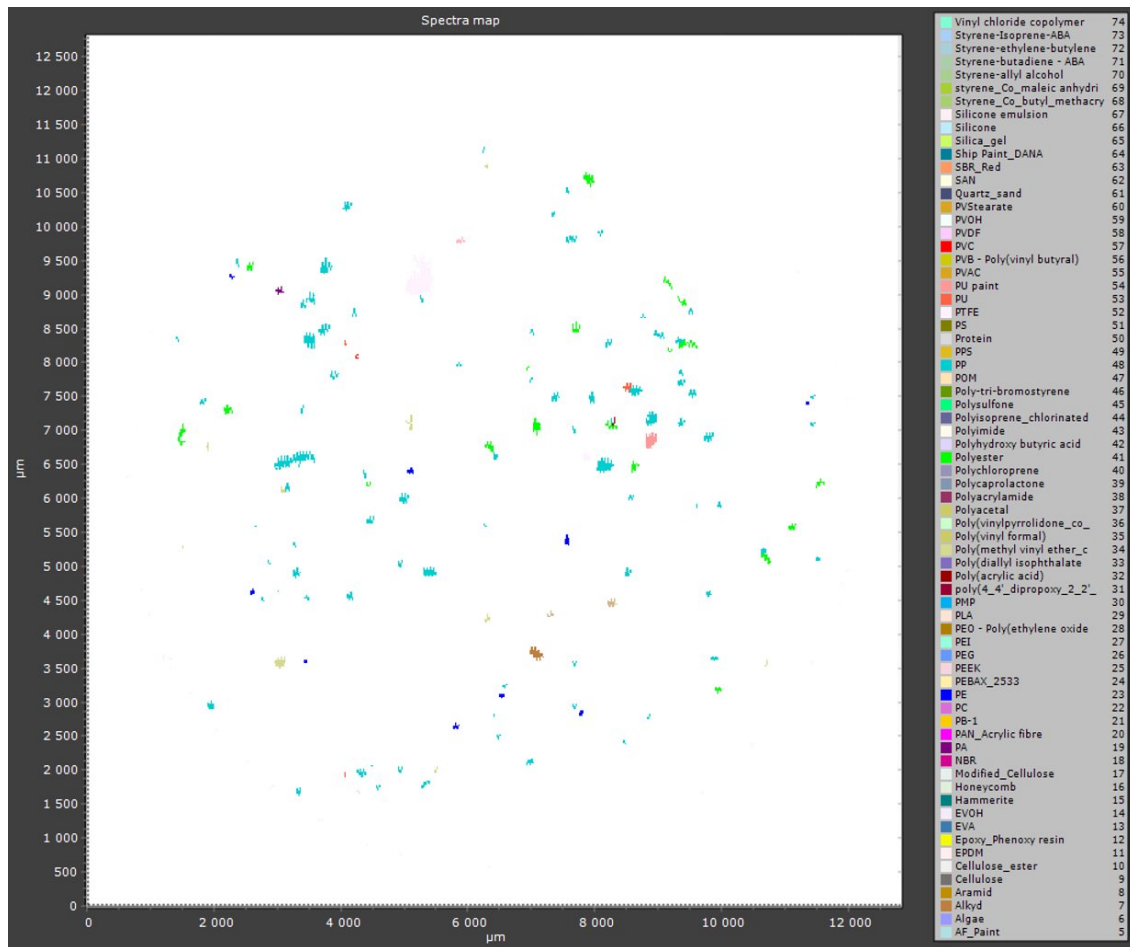 Spectra map
12 500
12 000
11 500
11 000
10 500
10 000
9 500
9 000
8 500
8 000
7 500
7 000
6 500
6 000
5 500
5 000
4 500
4 000
3 500
3 000
2 500
2 000
1 500
1 000
500
0
µm
0 2 000 4 000 6 000 8 000 10 000 12 000
µm
Vinyl chloride copolymer 74
Styrene-Isoprene-ABA 73
Styrene-ethylene-butylene 72
Styrene-butadiene - ABA 71
Styrene-allyl alcohol 70
styrene_Co_maleic anhydri 69
Styrene_Co_butyl_methacry 68
Silicone emulsion 67
Silicone 66
Silica_gel 65
Ship Paint_DANA 64
SBR_Red 63
SAN 62
Quartz_sand 61
PVStearate 60
PVOH 59
PVDF 58
PVC 57
PVB - Poly(vinyl butyral) 56
PVAC 55
PU paint 54
PU 53
PTFE 52
PS 51
Protein 50
PPS 49
PP 48
POM 47
Poly-tri-bromostyrene 46
Polysulfone 45
Polyisoprene_chlorinated 44
Polyimide 43
Polyhydroxy butyric acid 42
Polyester 41
Polychloroprene 40
Polycaprolactone 39
Polyacrylamide 38
Polyacetal 37
Poly(vinylpyrrolidone_co_ 36
Poly(vinyl formal) 35
Poly(methyl vinyl ether_c 34
Poly(diallyl isophthalate 33
Poly(acrylic acid) 32
poly(4_4'_dipropoxy_2_2'_ 31
PMP 30
PLA 29
PEO - Poly(ethylene oxide 28
PEI 27
PEG 26
PEEK 25
PEBAX_2533 24
PE 23
PC 22
PB-1 21
PAN_Acrylic fibre 20
PA 19
NBR 18
Modified_Cellulose 17
Honeycomb 16
Hammerite 15
EVOH 14
EVA 13
Epoxy_Phenoxy resin 12
EPDM 11
Cellulose_ester 10
Cellulose 9
Aramid 8
Alkyd 7
Algae 6
AF_Paint 5